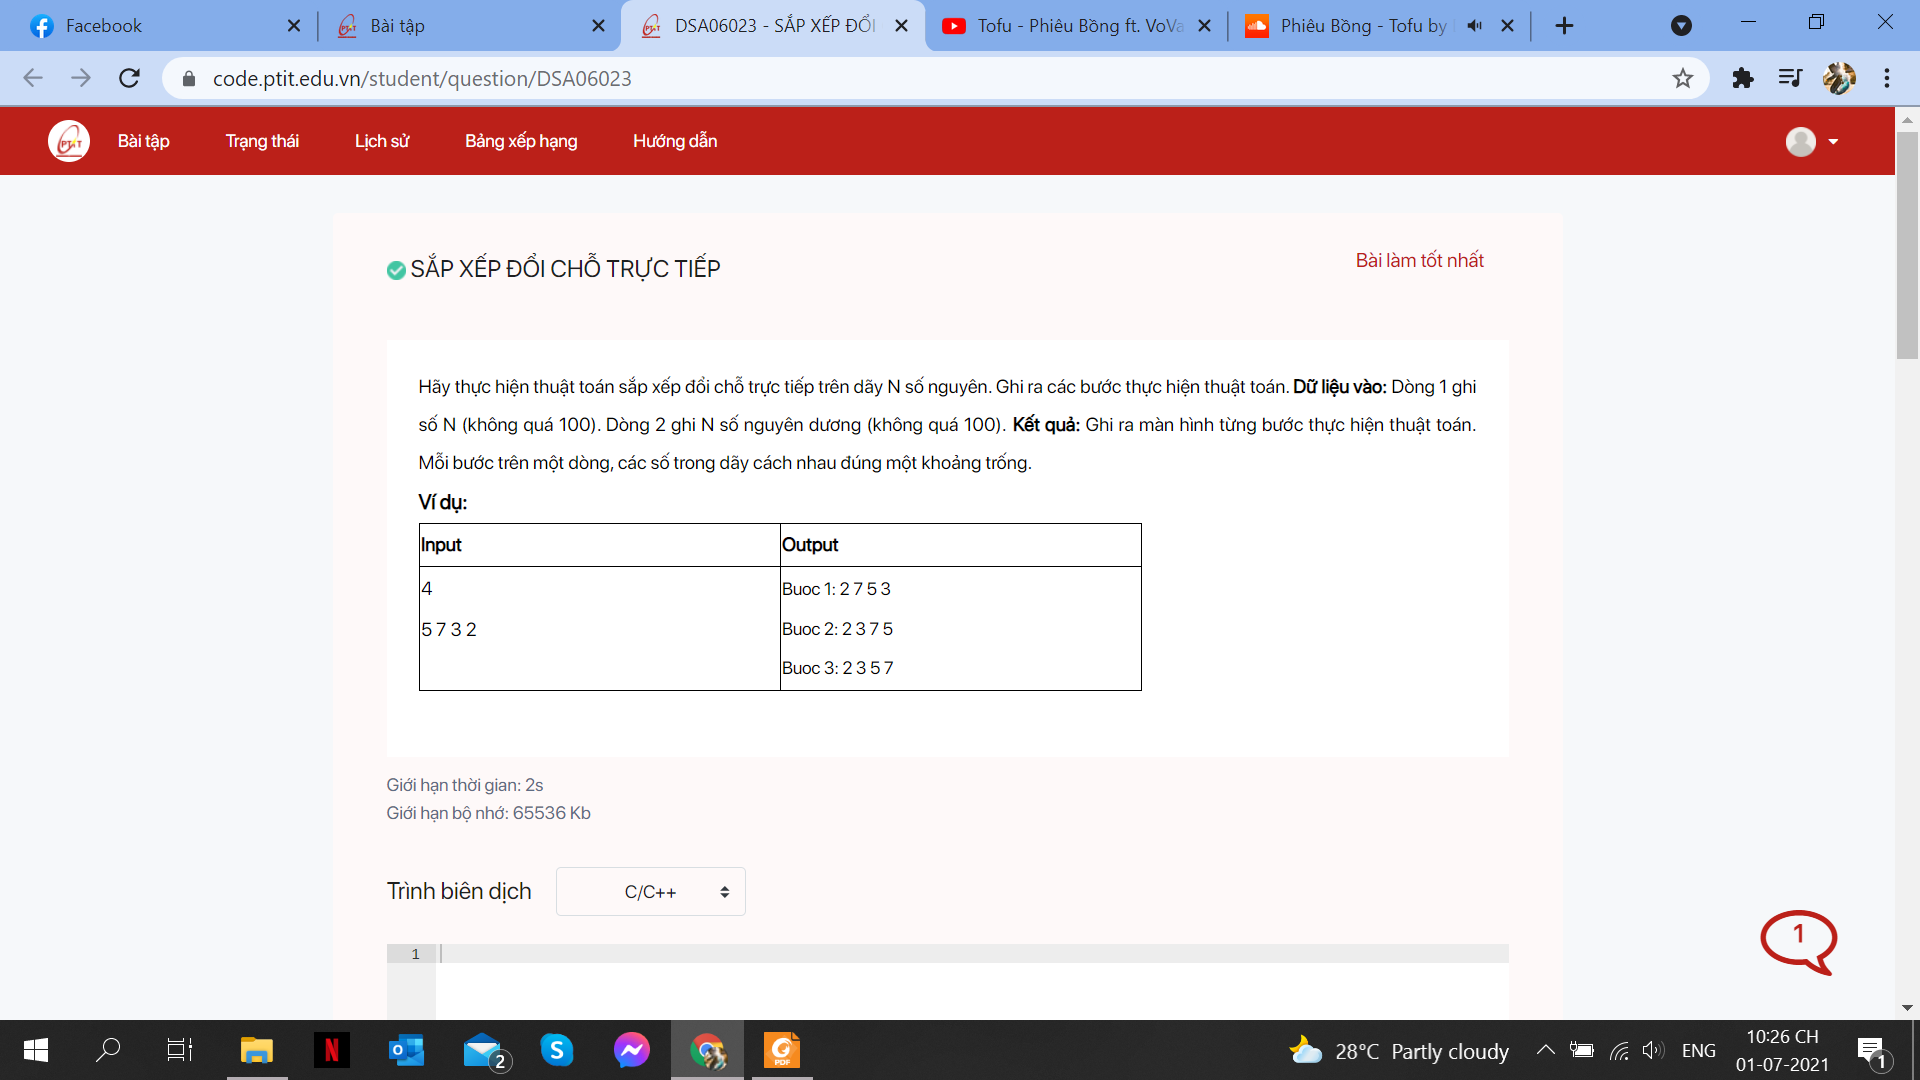 Facebook
Bài tập
DSA06023 - SẮP XẾP ĐỔI
Tofu - Phiêu Bồng ft. VoVa
Phiêu Bồng - Tofu by
code.ptit.edu.vn/student/question/DSA06023
Bài tập Trạng thái Lịch sử Bảng xếp hạng Hướng dẫn
SẮP XẾP ĐỔI CHỖ TRỰC TIẾP
Bài làm tốt nhất
Hãy thực hiện thuật toán sắp xếp đổi chỗ trực tiếp trên dãy N số nguyên. Ghi ra các bước thực hiện thuật toán. Dữ liệu vào: Dòng 1 ghi
số N (không quá 100). Dòng 2 ghi N số nguyên dương (không quá 100). Kết quả: Ghi ra màn hình từng bước thực hiện thuật toán.
Mỗi bước trên một dòng, các số trong dãy cách nhau đúng một khoảng trống.
Ví dụ:
Input Output
4
5 7 3 2
Buoc 1: 2 7 5 3
Buoc 2: 2 3 7 5
Buoc 3: 2 3 5 7
Giới hạn thời gian: 2s
Giới hạn bộ nhớ: 65536 Kb
Trình biên dịch
C/C++
1
1
2
28°C Partly cloudy
ENG
10:26 CH
01-07-2021
1